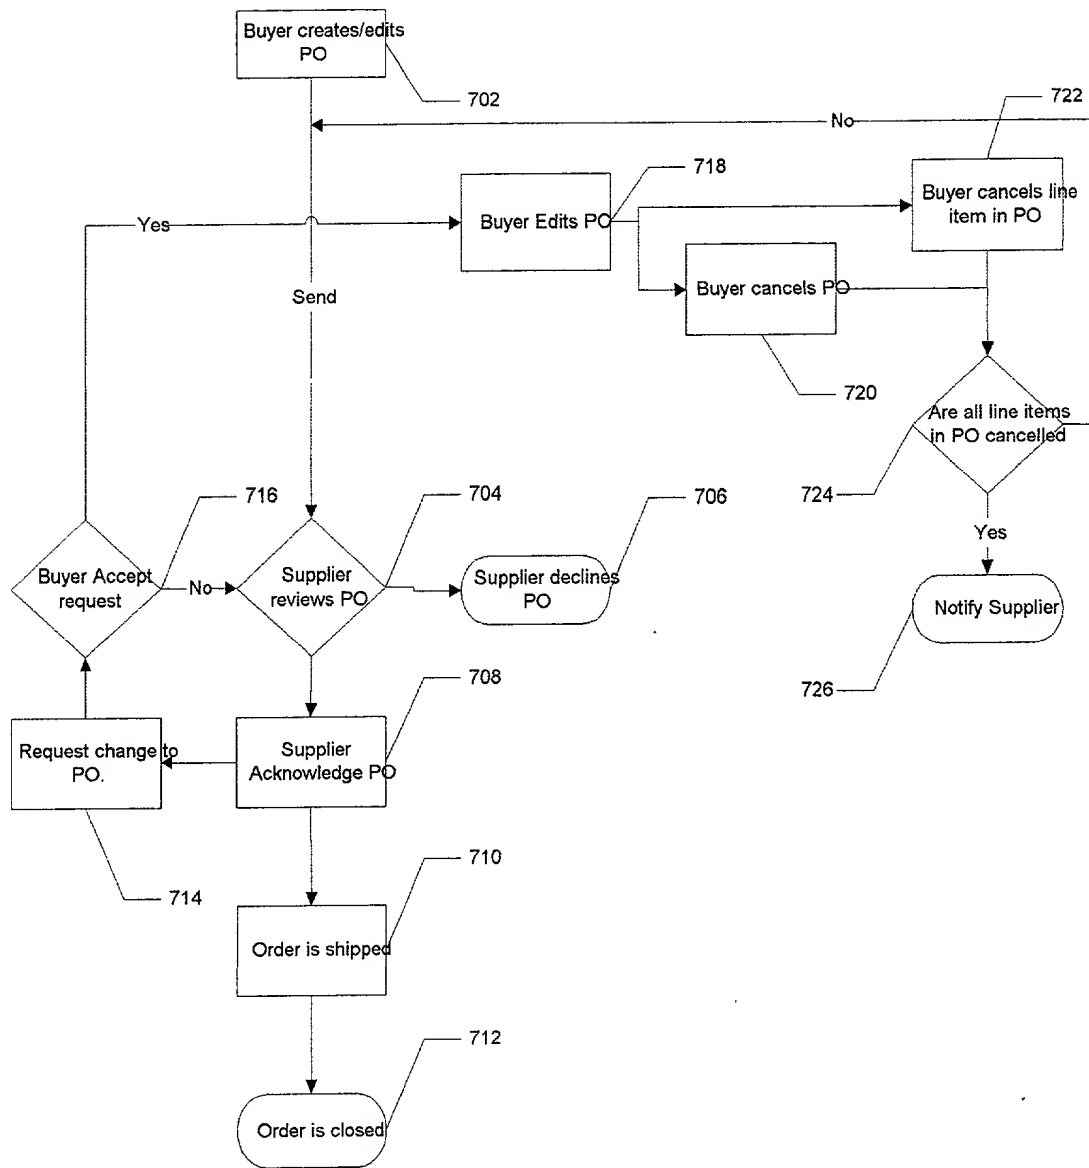 Buyer creates/edits
PO
702
722
No
718
Buyer cancels line
item in PO
Buyer Edits PO
Yes
Send
Buyer cancels PO
720
Are all line items
in PO cancelled
724
716
704
706
Yes
Buyer Accept
request
No
Supplier
reviews PO
Supplier declines
PO
Notify Supplier
726
708
Request change to
PO.
Supplier
Acknowledge PO
714
710
Order is shipped
712
Order is closed